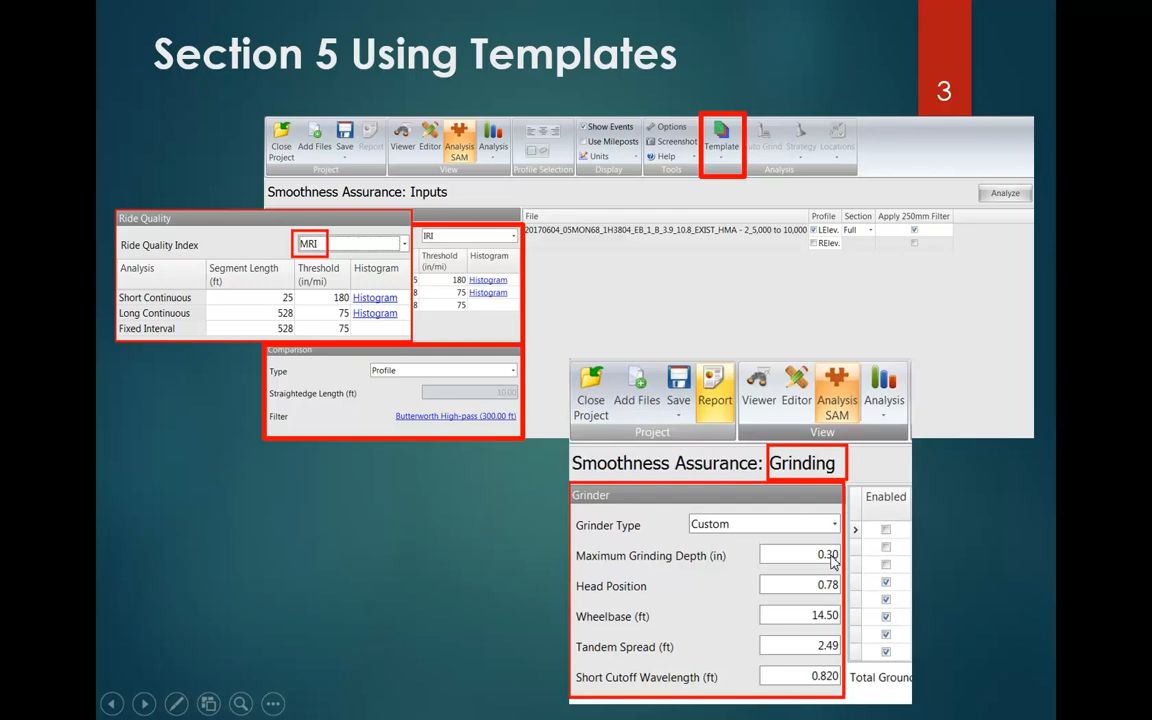 Section 5 Using Templates
3
Close Project
Add Files
Save
Report
Viewer
Editor
Analysis SAM
Analysis
Show Events
Use Mileposts
Units
Options
Screenshot
Help
Template
Strategy
Locations
Project
View
Profile Selection
Display
Tools
Analysis
Smoothness Assurance: Inputs
Analyze
File Profile Section Apply 250mm Filter
20170604_05MON68_1H3804_EB_1_B_3.9_10.8_EXIST_HMA - 2_5,000 to 10,000 LElev. Full
RElev.
Ride Quality
Ride Quality Index MRI
Analysis Segment Length (ft) Threshold (in/mi) Histogram
Short Continuous 25 180 Histogram
Long Continuous 528 75 Histogram
Fixed Interval 528 75
IRI
Threshold (in/mi) Histogram
5 180 Histogram
8 75 Histogram
8 75
Comparison
Type Profile
Straightedge Length (ft) 10.00
Filter Butterworth High-pass (300.00 ft)
Close Project
Add Files
Save
Report
Viewer
Editor
Analysis SAM
Analysis
Project
View
Smoothness Assurance: Grinding
Grinder
Enabled
Grinder Type Custom
Maximum Grinding Depth (in) 0.30
Head Position 0.78
Wheelbase (ft) 14.50
Tandem Spread (ft) 2.49
Short Cutoff Wavelength (ft) 0.820
Total Ground